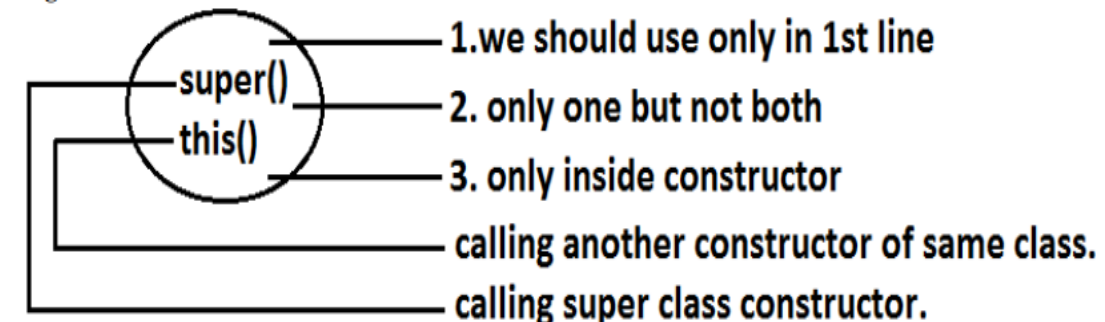 1.we should use only in 1st line
super()
2. only one but not both
this()
3. only inside constructor
calling another constructor of same class.
calling super class constructor.